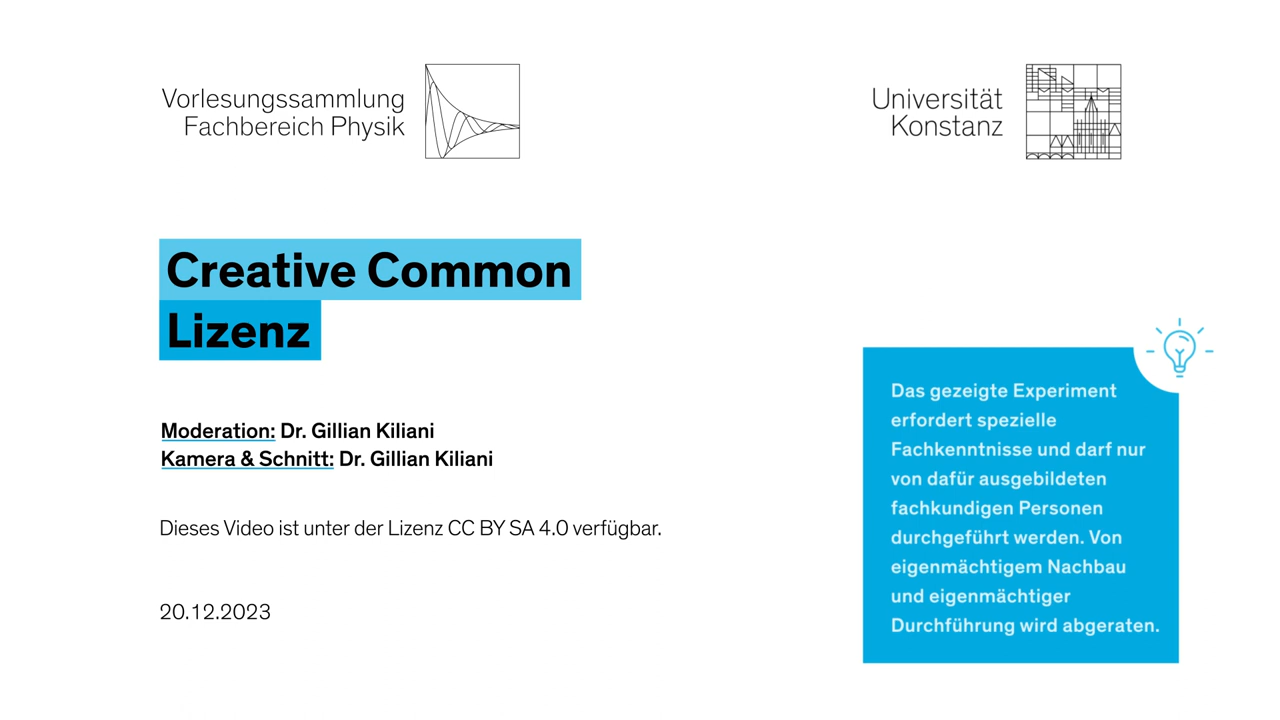 Vorlesungssammlung
Fachbereich Physik
Universität
Konstanz
Creative Common
Lizenz
Moderation: Dr. Gillian Kiliani
Kamera & Schnitt: Dr. Gillian Kiliani
Dieses Video ist unter der Lizenz CC BY SA 4.0 verfügbar.
20.12.2023
Das gezeigte Experiment
erfordert spezielle
Fachkenntnisse und darf nur
von dafür ausgebildeten
fachkundigen Personen
durchgeführt werden. Von
eigenmächtigem Nachbau
und eigenmächtiger
Durchführung wird abgeraten.